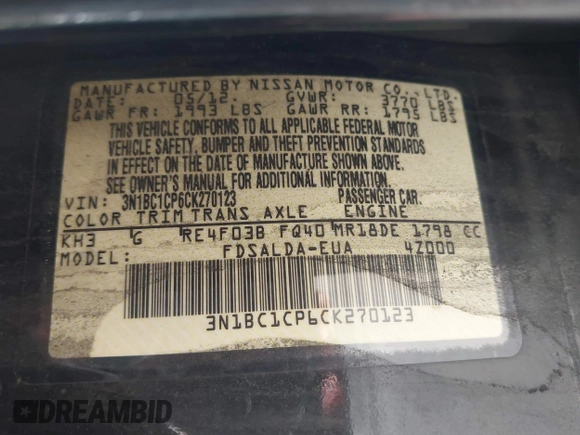 MANUFACTURED BY NISSAN MOTOR CO.,LTD.
DATE: 05/12. GVWR: 3770 LBS
GAWR FR: 1993 LBS GAWR RR: 1795 LBS
THIS VEHICLE CONFORMS TO ALL APPLICABLE FEDERAL MOTOR
VEHICLE SAFETY, BUMPER AND THEFT PREVENTION STANDARDS
IN EFFECT ON THE DATE OF MANUFACTURE SHOWN ABOVE.
SEE OWNER'S MANUAL FOR ADDITIONAL INFORMATION.
VIN: 3N1BC1CP6CK270123 PASSENGER CAR.
COLOR TRIM TRANS AXLE ENGINE
KH3 G RE4F03B FQ40 MR18DE 1798 CC
MODEL: FDSALDA-EUA 4Z000
3N1BC1CP6CK270123
DREAMBID